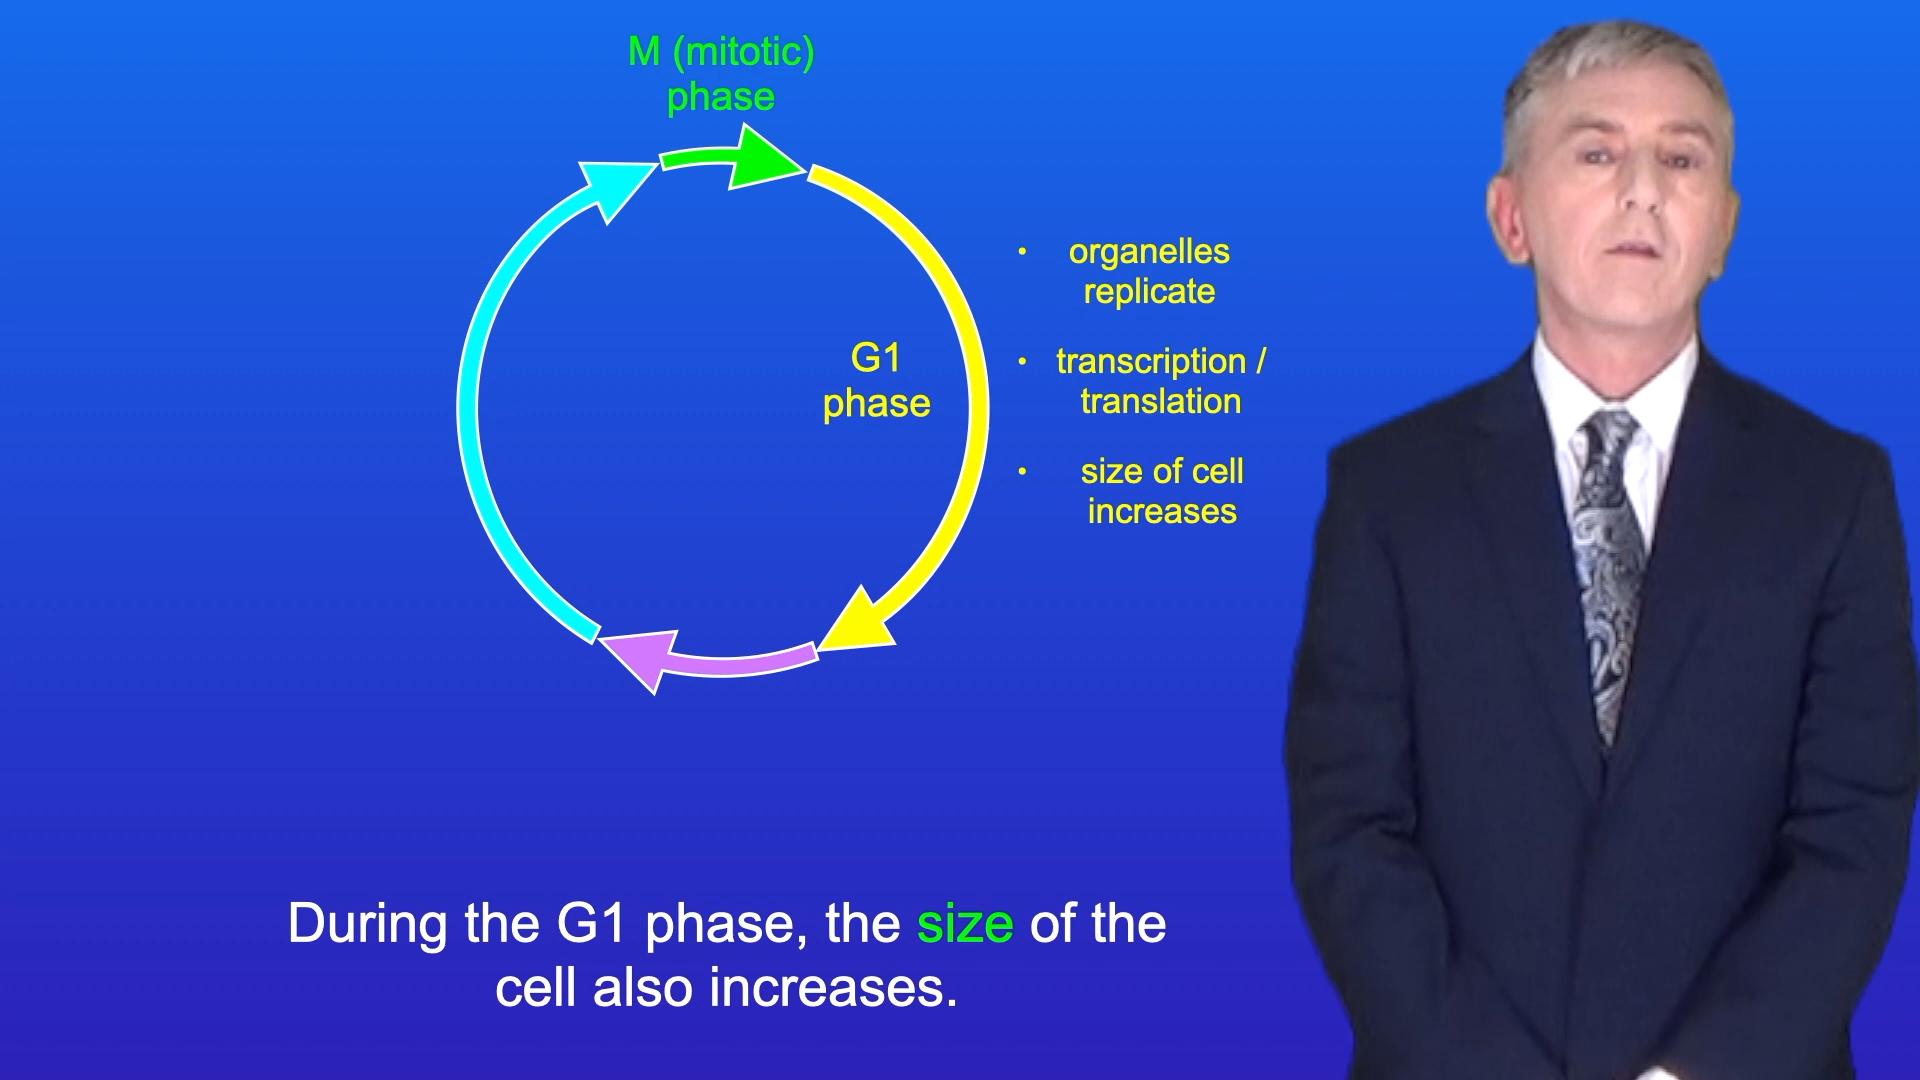 M (mitotic)
phase
• organelles
replicate
G1
phase
• transcription /
translation
• size of cell
increases
During the G1 phase, the size of the
cell also increases.